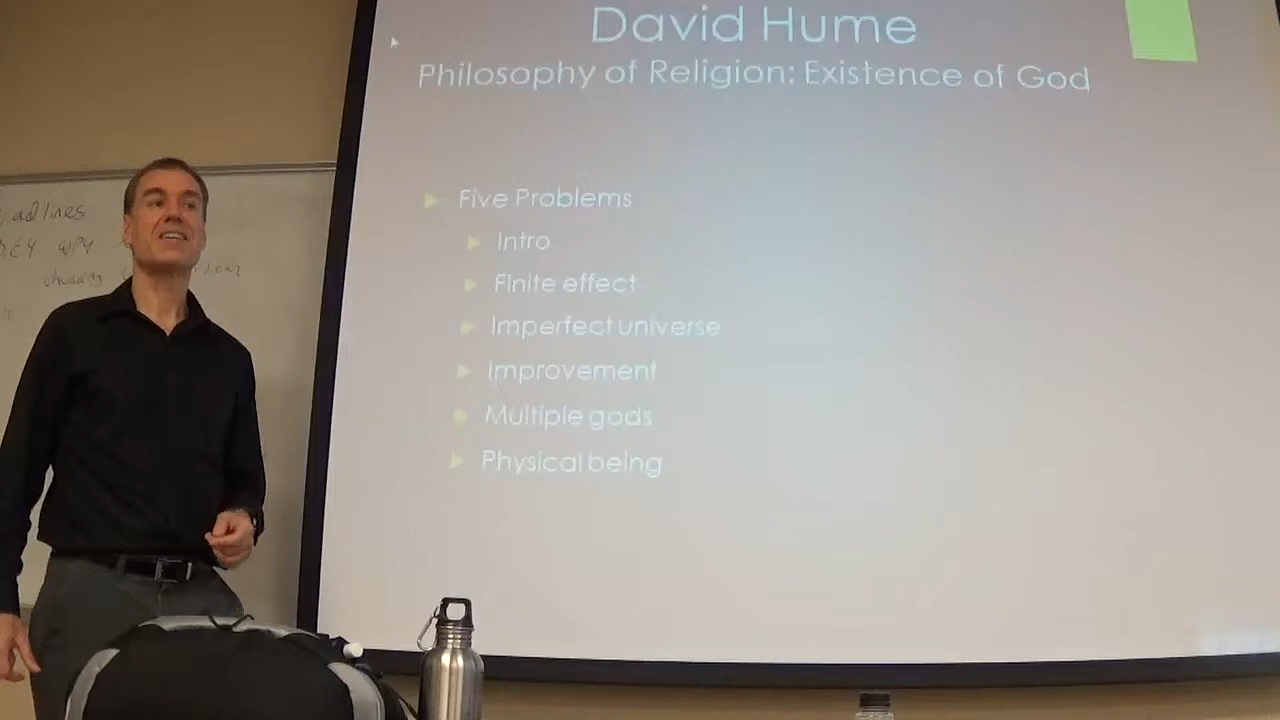 David Hume
Philosophy of Religion: Existence of God
Five Problems
Intro
Finite effect
Imperfect universe
Improvement
Multiple gods
Physical being
adlines